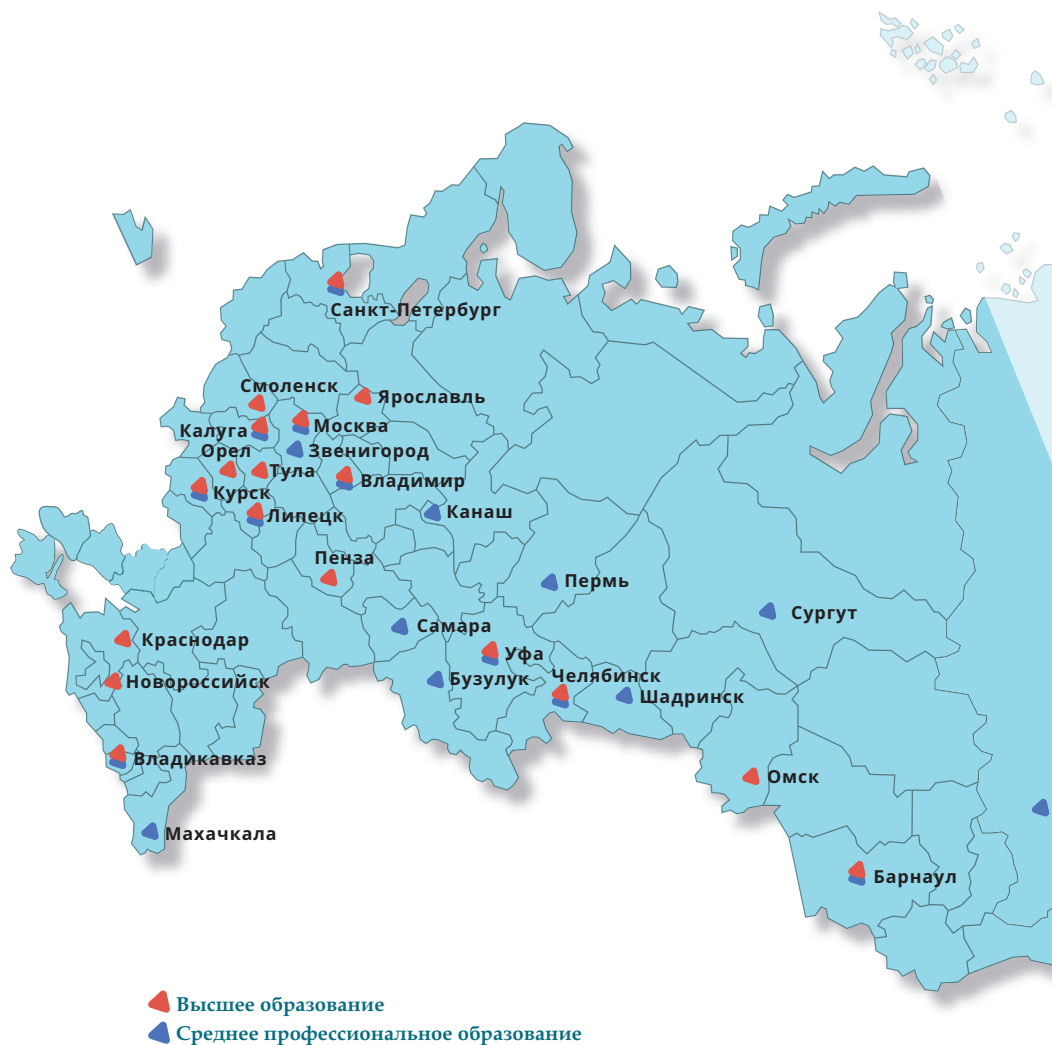 Санкт-Петербург
Смоленск
Ярославль
Калуга
Москва
Орел
Звенигород
Тула
Владимир
Курск
Липецк
Канаш
Пенза
Пермь
Сургут
Самара
Краснодар
Уфа
Челябинск
Новороссийск
Бузулук
Шадринск
Владикавказ
Омск
Махачкала
Барнаул
Высшее образование
Среднее профессиональное образование